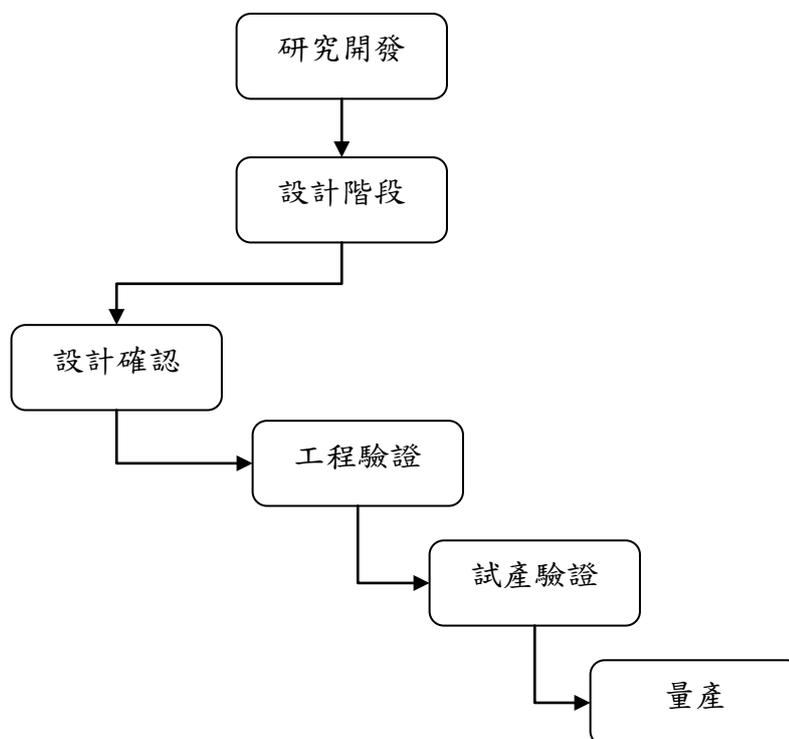 研究開發
設計階段
設計確認
工程驗證
試產驗證
量產